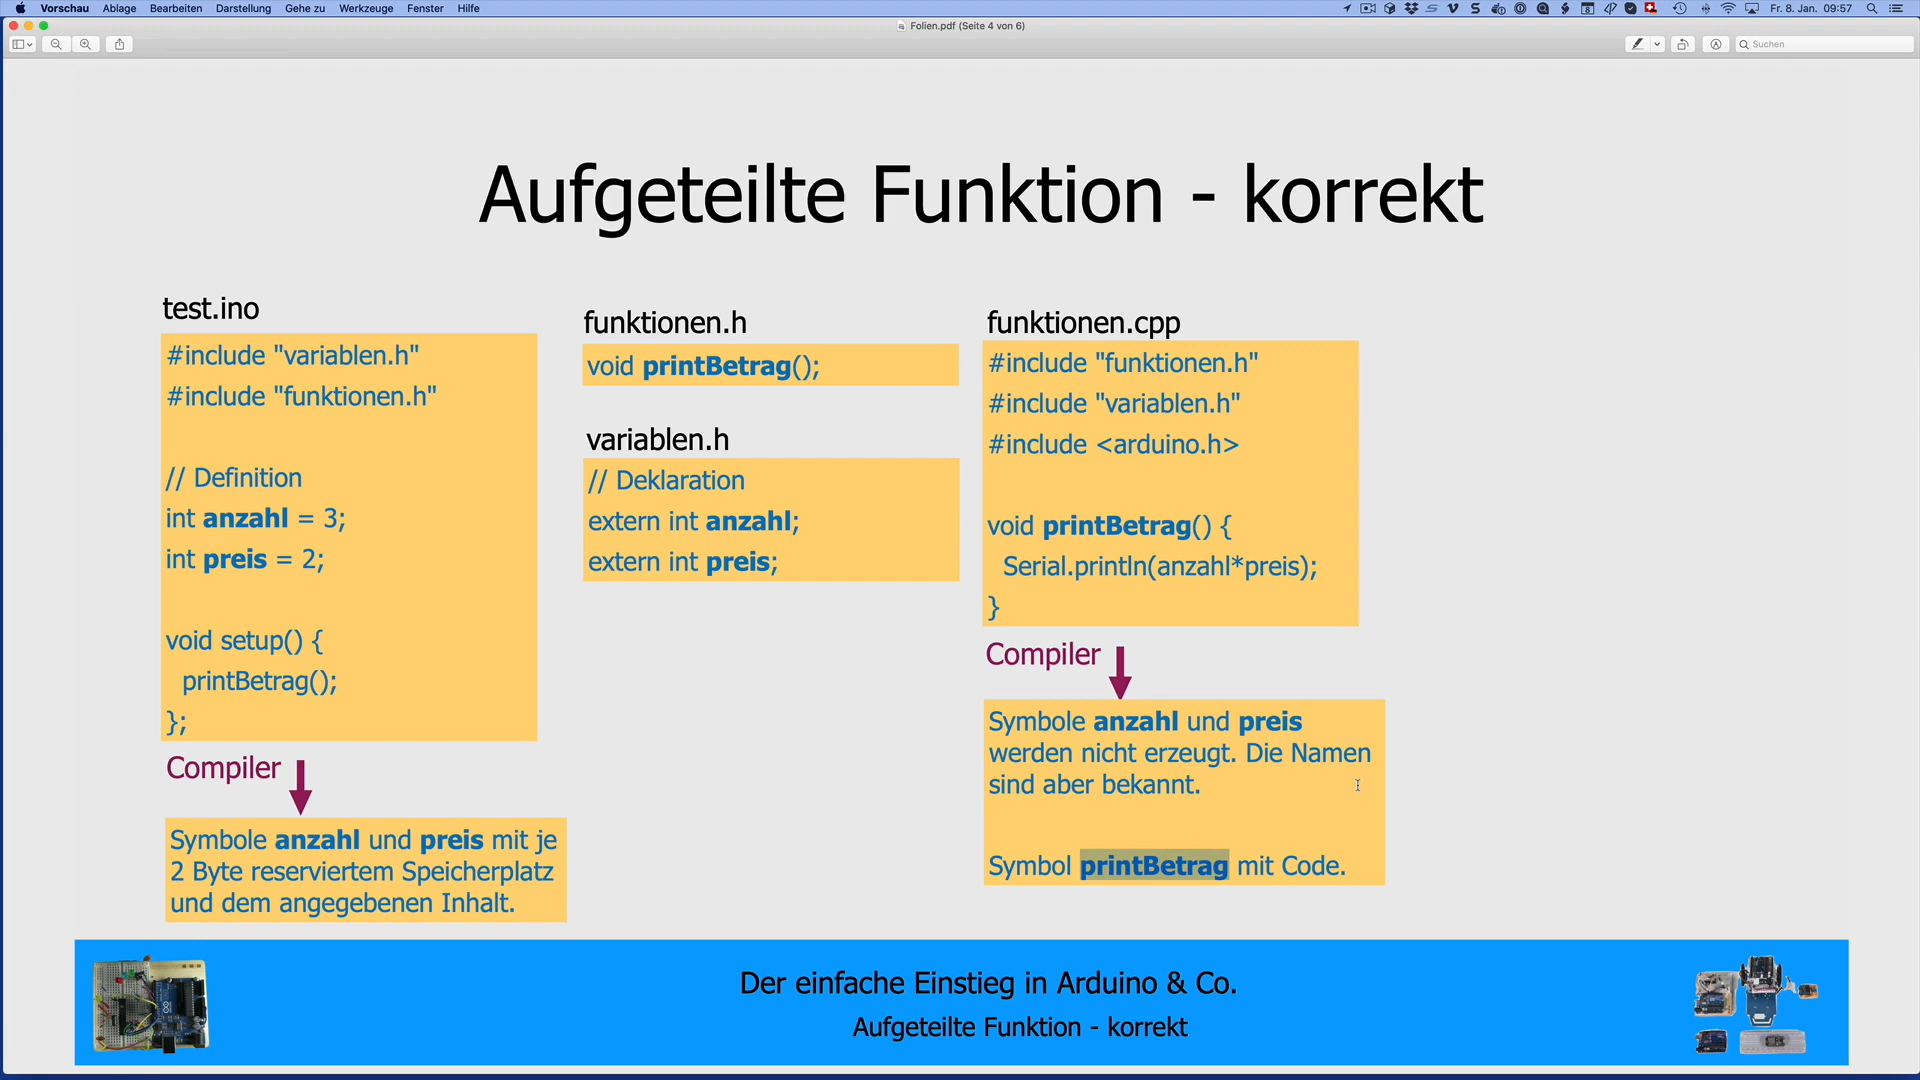 Vorschau Ablage Bearbeiten Darstellung Gehe zu Werkzeuge Fenster Hilfe
Fr. 8. Jan. 09:57
Folien.pdf (Seite 4 von 6)
Suchen
Aufgeteilte Funktion - korrekt
test.ino
#include "variablen.h"
#include "funktionen.h"
// Definition
int anzahl = 3;
int preis = 2;
void setup() {
printBetrag();
};
Compiler
Symbole anzahl und preis mit je
2 Byte reserviertem Speicherplatz
und dem angegebenen Inhalt.
funktionen.h
void printBetrag();
variablen.h
// Deklaration
extern int anzahl;
extern int preis;
funktionen.cpp
#include "funktionen.h"
#include "variablen.h"
#include <arduino.h>
void printBetrag() {
Serial.println(anzahl*preis);
}
Compiler
Symbole anzahl und preis
werden nicht erzeugt. Die Namen
sind aber bekannt.
Symbol printBetrag mit Code.
Der einfache Einstieg in Arduino & Co.
Aufgeteilte Funktion - korrekt